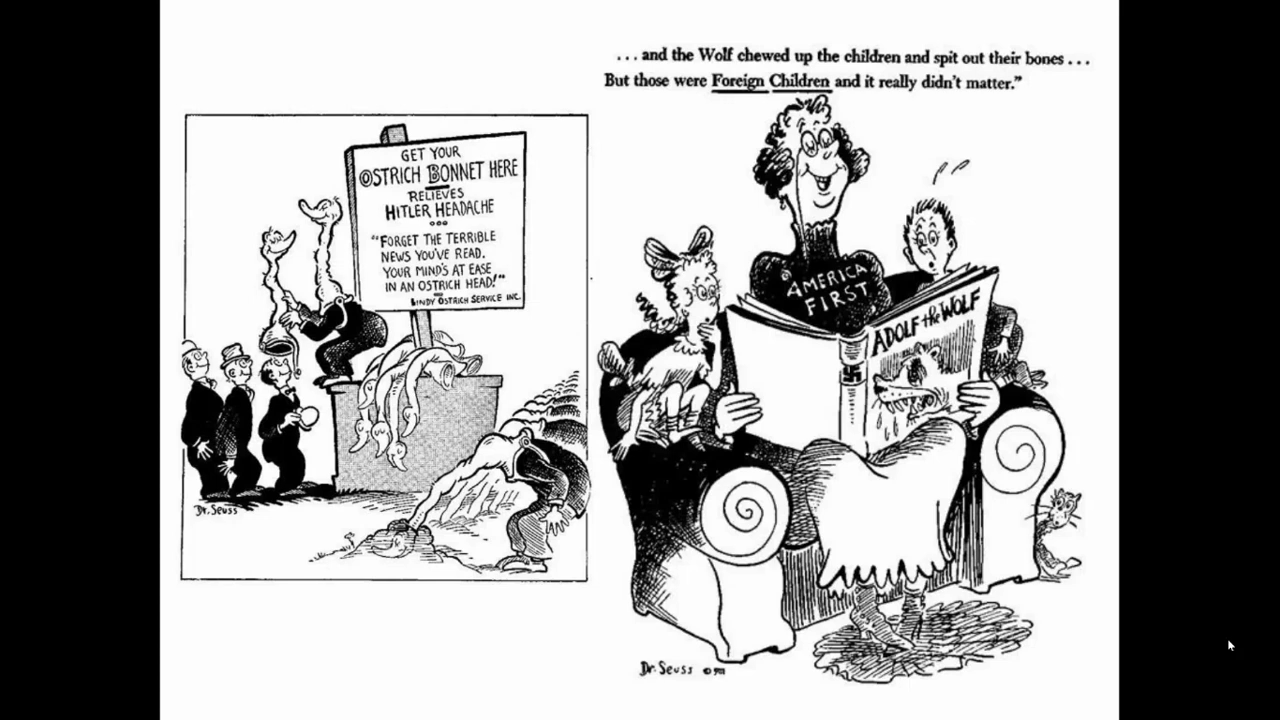 GET YOUR
OSTRICH BONNET HERE
RELIEVES
HITLER HEADACHE
"FORGET THE TERRIBLE
NEWS YOU'VE READ.
YOUR MIND'S AT EASE
IN AN OSTRICH HEAD!"
LINDY OSTRICH SERVICE INC.
Dr. Seuss
...and the Wolf chewed up the children and spit out their bones...
But those were Foreign Children and it really didn't matter."
AMERICA
FIRST
ADOLF the WOLF
Dr. Seuss